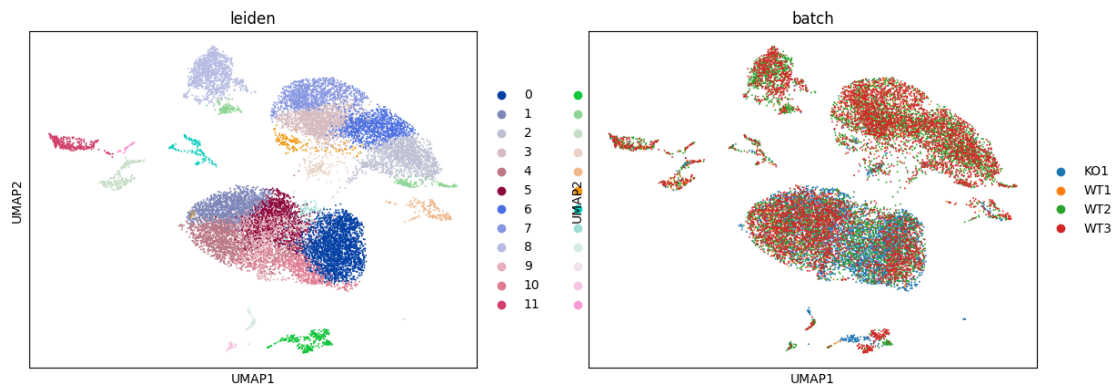 leiden
batch
UMAP2
UMAP1
0
1
2
3
4
5
6
7
8
9
10
11
UMAP2
UMAP1
KO1
WT1
WT2
WT3